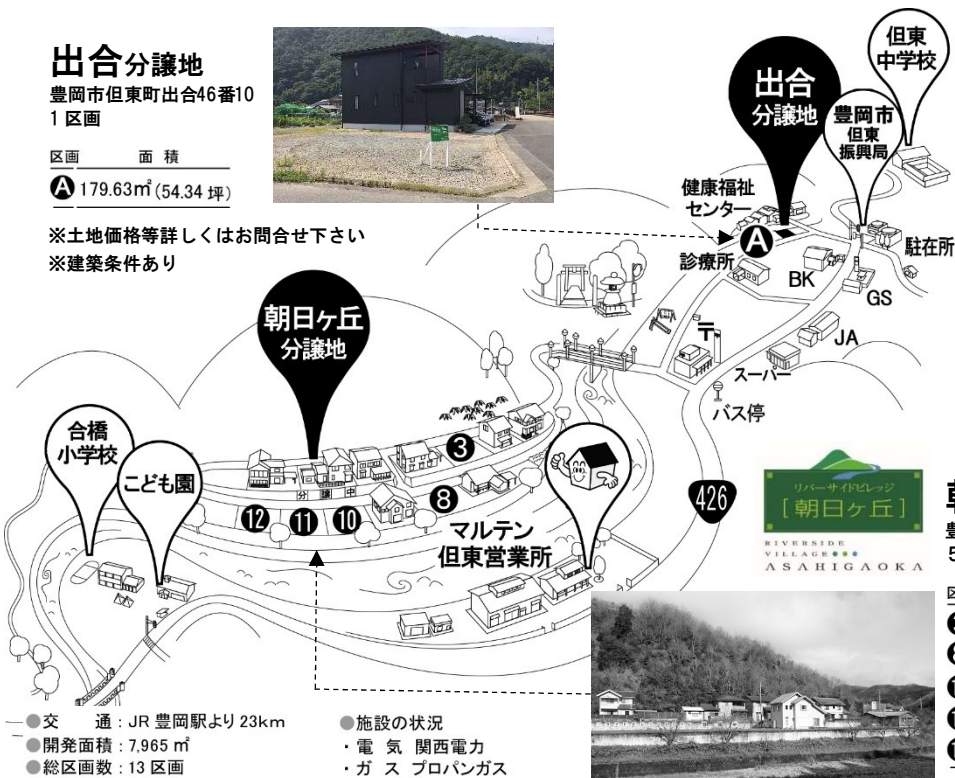 出合分譲地
豊岡市但東町出合46番10
1区画
区画 面積
A 179.63㎡(54.34坪)
※土地価格等詳しくはお問合せ下さい
※建築条件あり
出合
分譲地
但東
中学校
豊岡市
但東
振興局
健康福祉
センター
A
診療所
BK
駐在所
GS
JA
〒
スーパー
バス停
426
朝日ヶ丘
分譲地
合橋
小学校
こども園
分譲中
3
8
12 11 10
マルテン
但東営業所
リバーサイドビレッジ
[朝日ヶ丘]
RIVERSIDE
VILLAGE
ASAHIGAOKA
豊
5
区
●交 通:JR豊岡駅より23km
●開発面積:7,965㎡
●総区画数:13区画
●施設の状況
・電 気 関西電力
・ガ ス プロパンガス